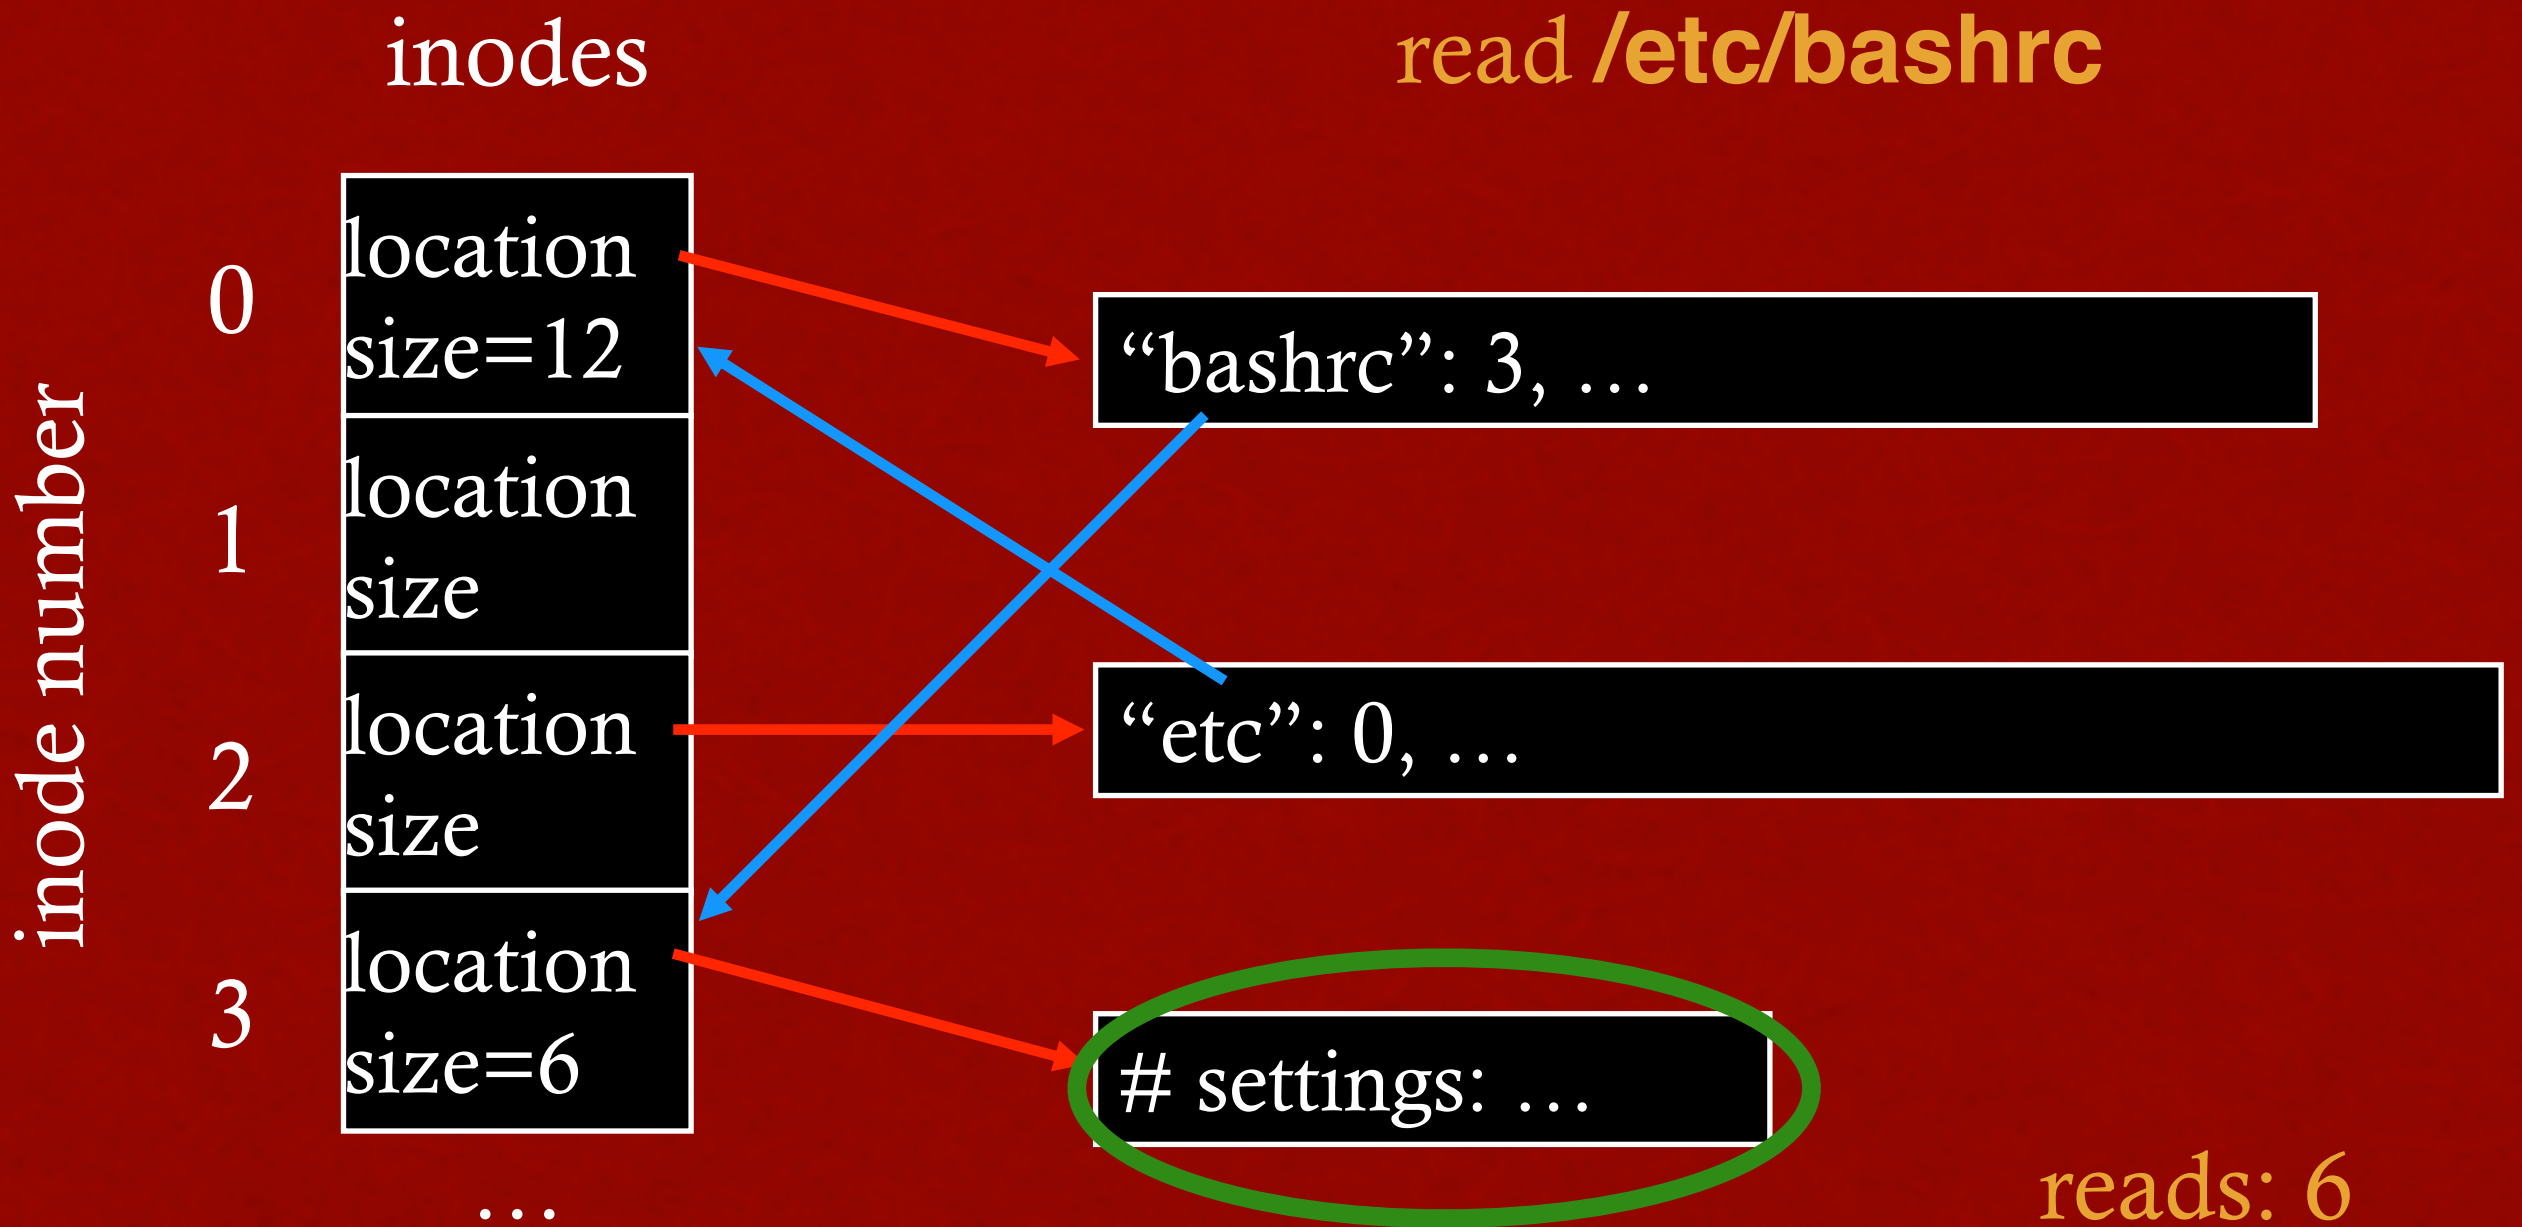 inodes
read /etc/bashrc
inode number
0
location
size=12
1
location
size
2
location
size
3
location
size=6
…
“bashrc”: 3, …
“etc”: 0, …
# settings: …
reads: 6